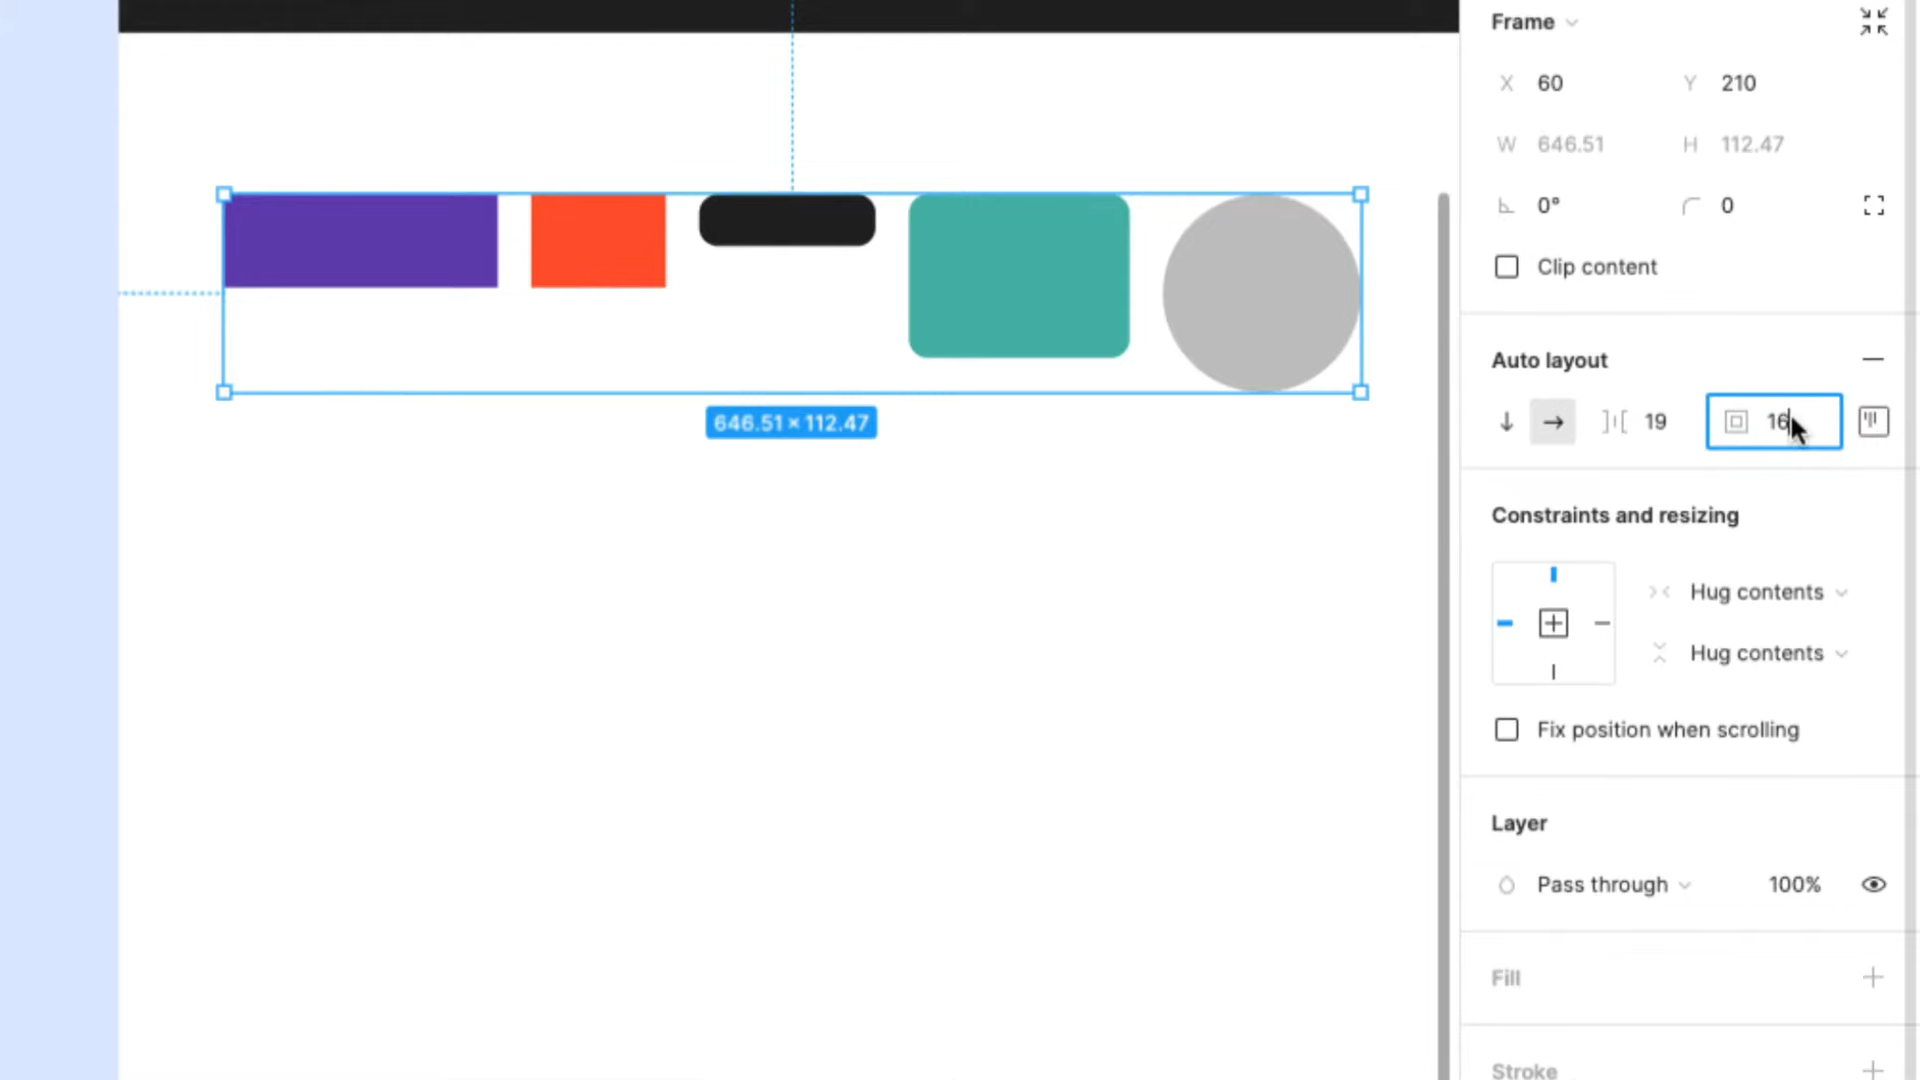 Frame
X 60 Y 210
W 646.51 H 112.47
0° 0
Clip content
Auto layout
19 16
646.51 × 112.47
Constraints and resizing
Hug contents
Hug contents
Fix position when scrolling
Layer
Pass through 100%
Fill
Stroke